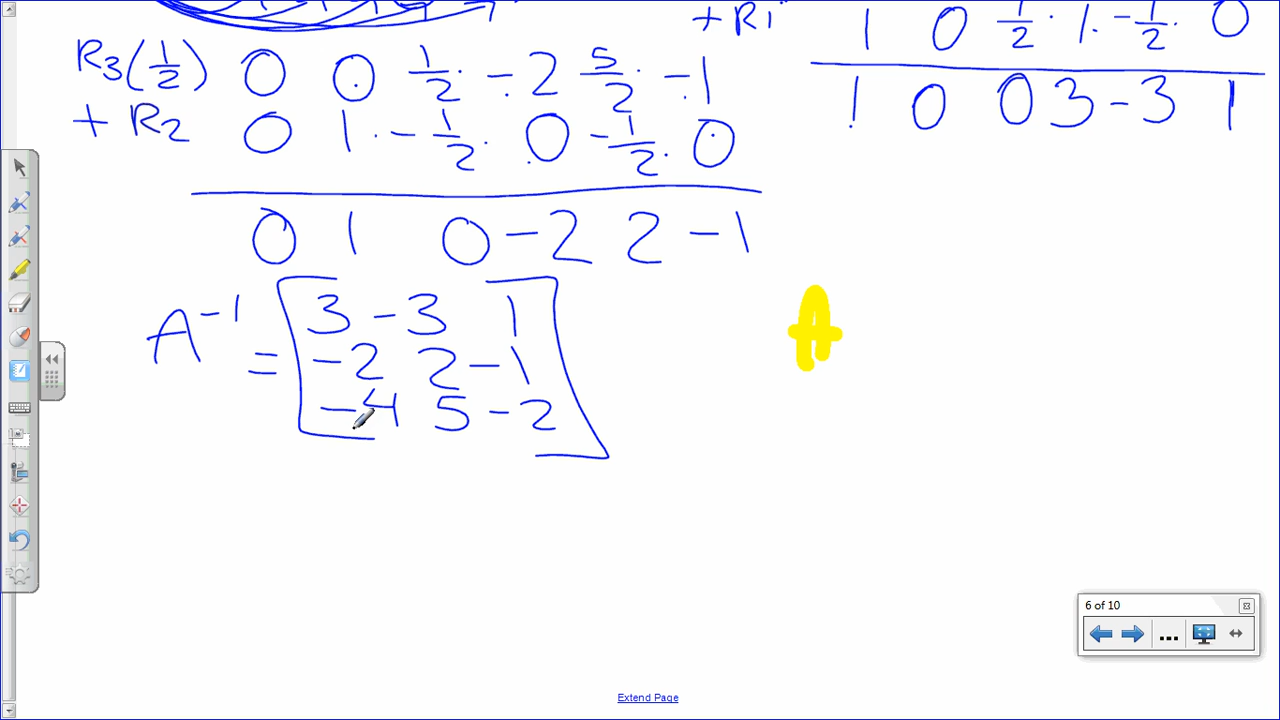 + R1 1 0 1/2 1 -1/2 0
1 0 0 3 -3 1
R3(1/2) 0 0 1/2 -2 5/2 -1
+ R2 0 1 -1/2 0 -1/2 0
0 1 0 -2 2 -1
A^-1 = [3 -3 1
-2 2 -1
-4 5 -2]
A
6 of 10
...
Extend Page